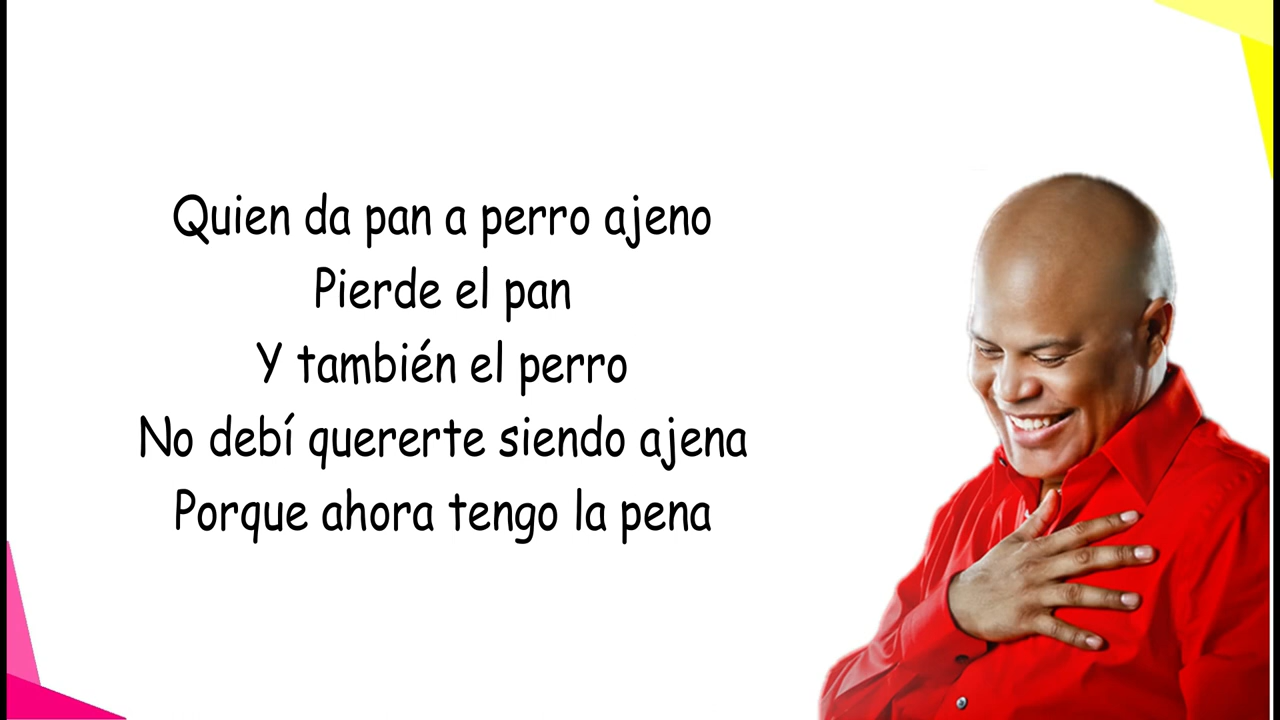 Quien da pan a perro ajeno
Pierde el pan
Y también el perro
No debí quererte siendo ajena
Porque ahora tengo la pena